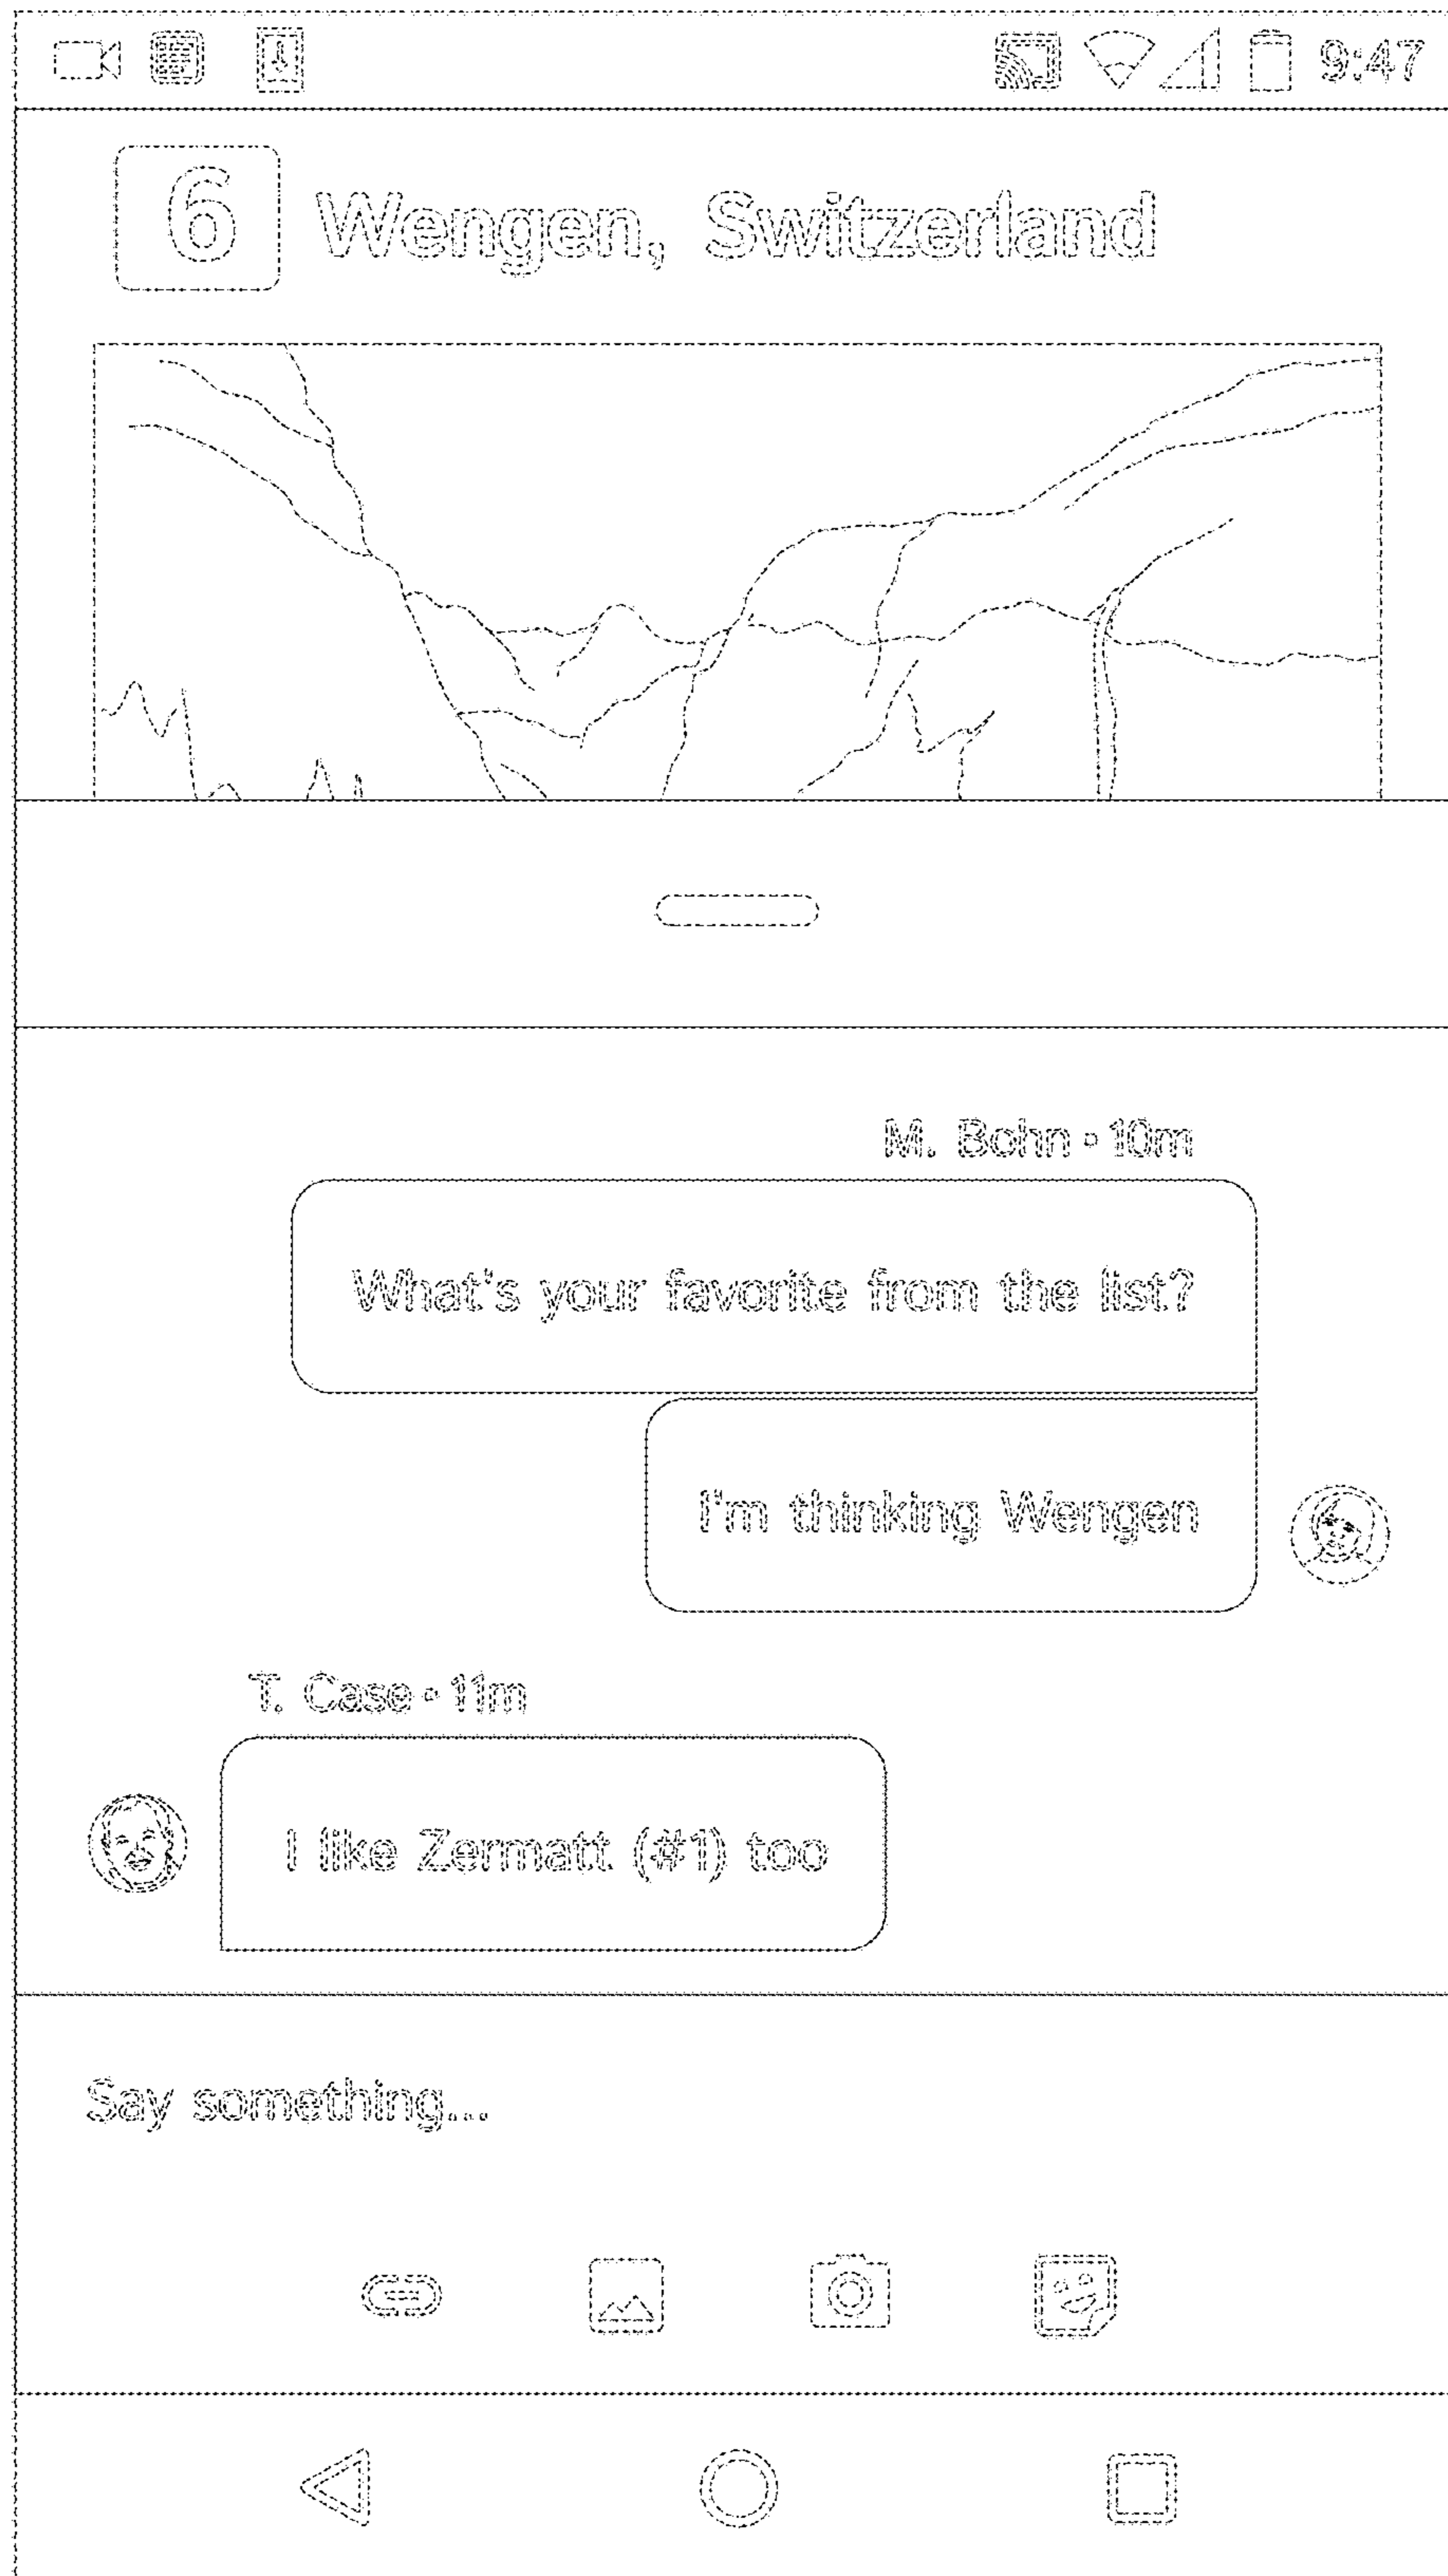 9:47
6 Wengen, Switzerland
M. Bohn • 10m
What's your favorite from the list?
I'm thinking Wengen
T. Case • 11m
I like Zermatt (#1) too
Say something...